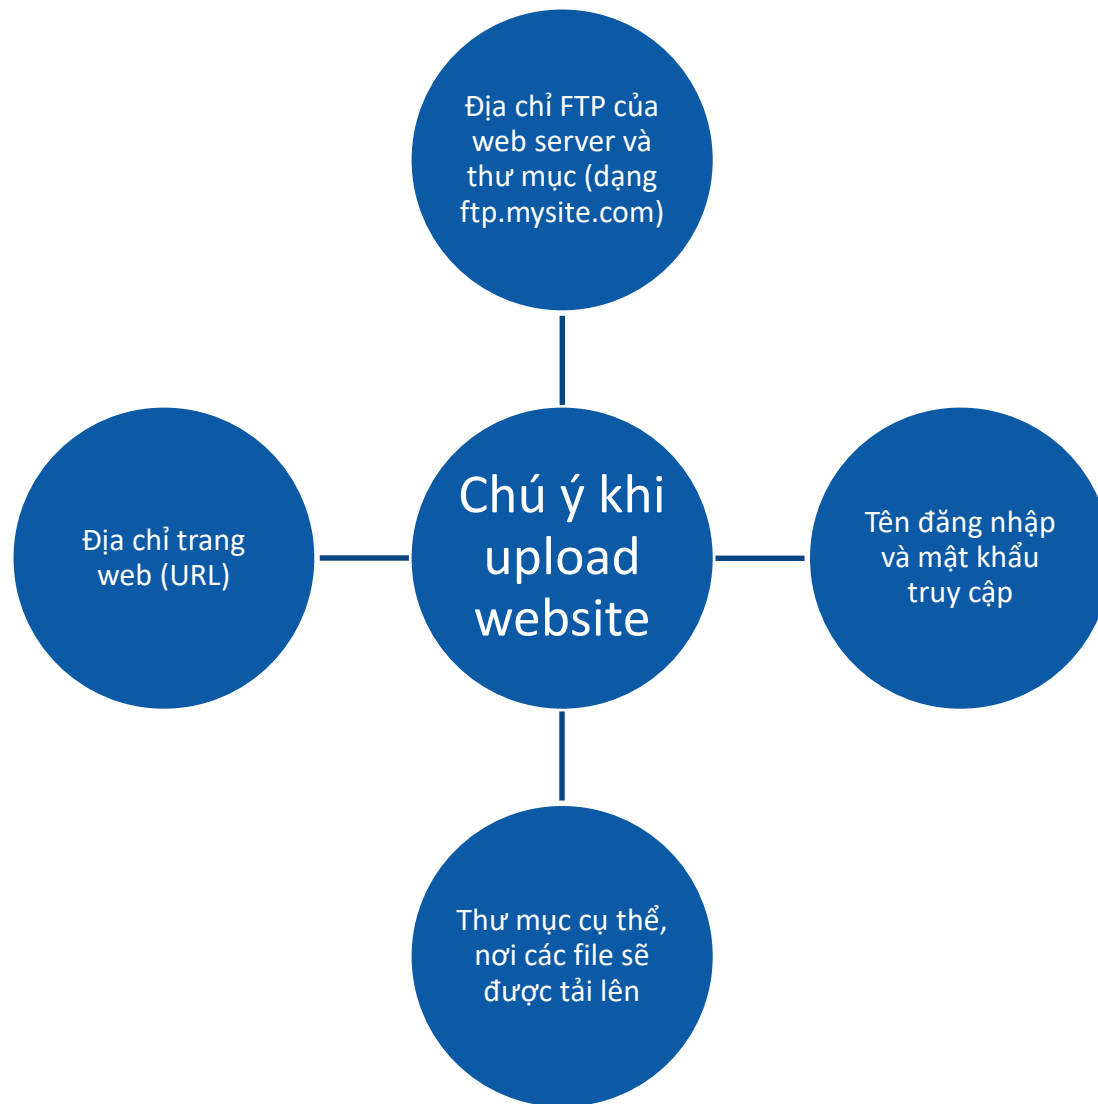 Địa chỉ FTP của
web server và
thư mục (dạng
ftp.mysite.com)
Chú ý khi
upload
website
Tên đăng nhập
và mật khẩu
truy cập
Thư mục cụ thể,
nơi các file sẽ
được tải lên
Địa chỉ trang
web (URL)